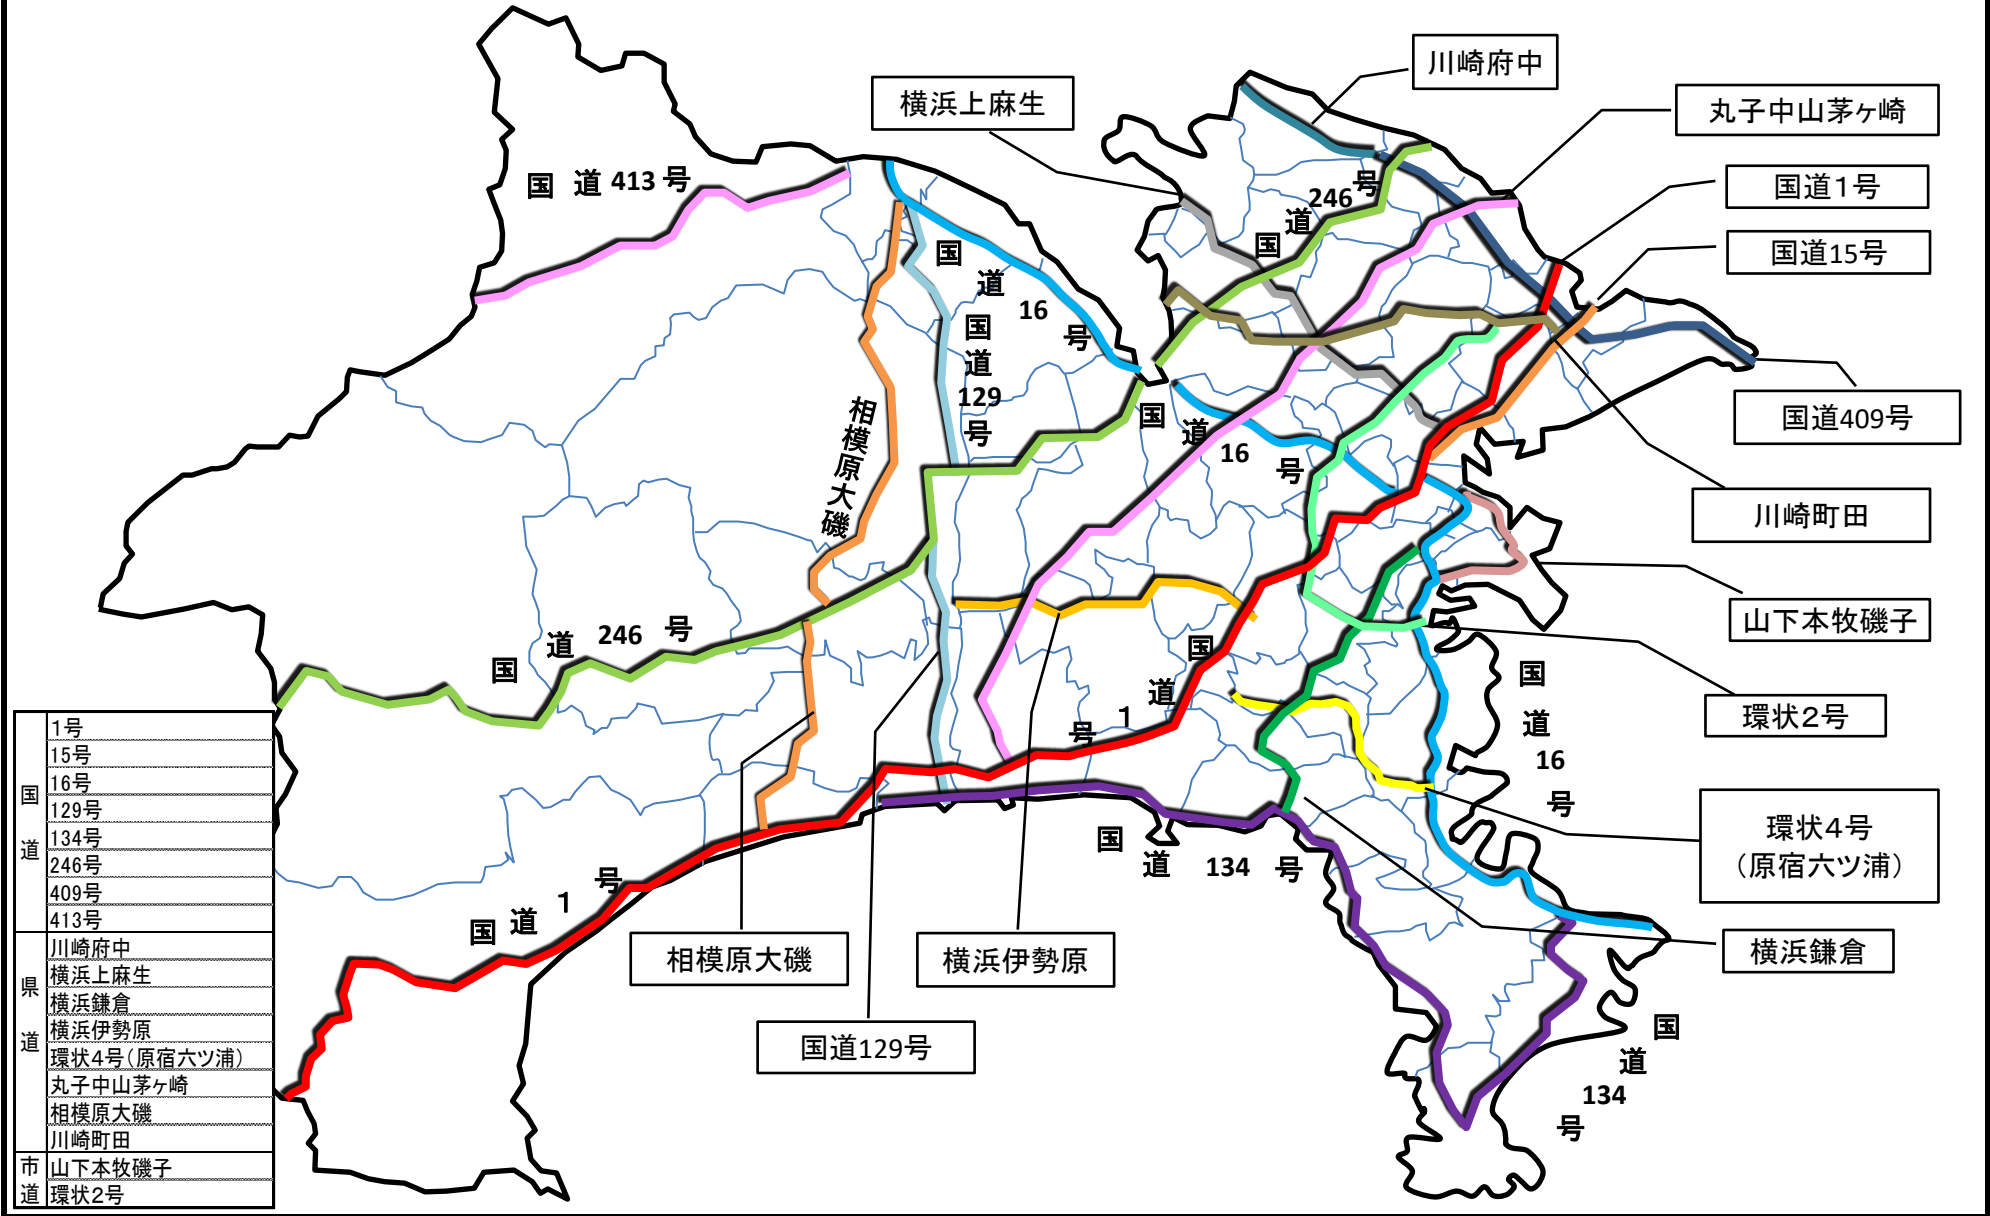 川崎府中
横浜上麻生
丸子中山茅ヶ崎
国道1号
国道15号
国道409号
川崎町田
山下本牧磯子
環状2号
環状4号
（原宿六ツ浦）
横浜鎌倉
相模原大磯
横浜伊勢原
国道129号
国道413号
国道246号
国道16号
国道129号
相模原大磯
国道16号
国道246号
国道1号
国道16号
国道134号
国道1号
国道134号
国道
1号
15号
16号
129号
134号
246号
409号
413号
県道
川崎府中
横浜上麻生
横浜鎌倉
横浜伊勢原
環状4号（原宿六ツ浦）
丸子中山茅ヶ崎
相模原大磯
川崎町田
市道
山下本牧磯子
環状2号